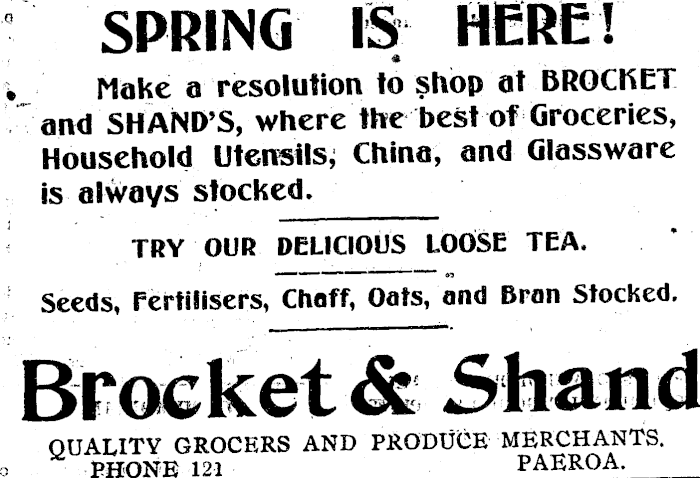 SPRING IS HERE!
Make a resolution to shop at BROCKET
and SHAND'S, where the best of Groceries,
Household Utensils, China, and Glassware
is always stocked.
TRY OUR DELICIOUS LOOSE TEA.
Seeds, Fertilisers, Chaff, Oats, and Bran Stocked.
Brocket & Shand
QUALITY GROCERS AND PRODUCE MERCHANTS.
PHONE 121 PAEROA.